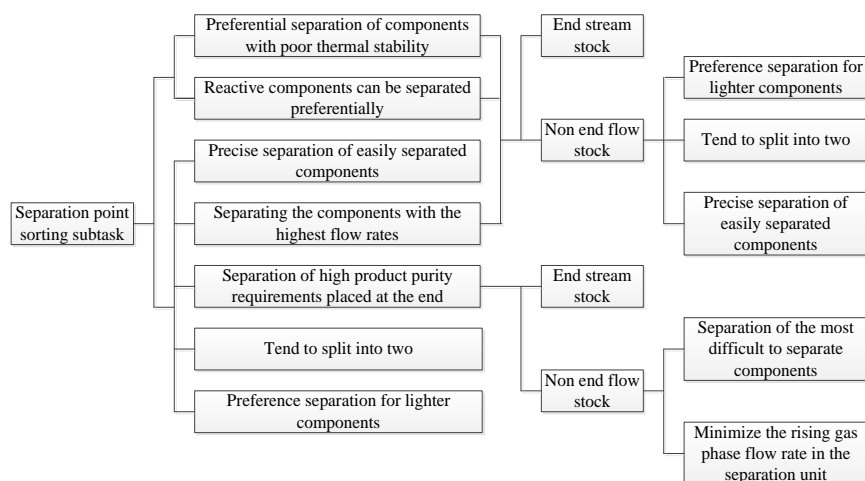 Separation point
sorting subtask
Preferential separation of components
with poor thermal stability
Reactive components can be separated
preferentially
Precise separation of easily separated
components
Separating the components with the
highest flow rates
Separation of high product purity
requirements placed at the end
Tend to split into two
Preference separation for lighter
components
End stream
stock
Non end flow
stock
End stream
stock
Non end flow
stock
Preference separation for
lighter components
Tend to split into two
Precise separation of
easily separated
components
Separation of the most
difficult to separate
components
Minimize the rising gas
phase flow rate in the
separation unit